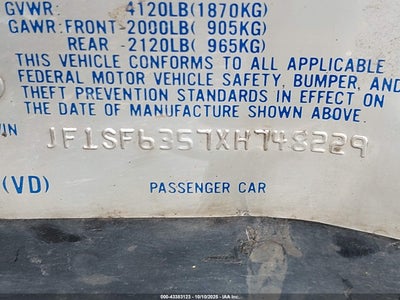 GVWR 4120LB(1870KG)
GAWR:FRONT-2000LB( 905KG)
REAR -2120LB( 965KG)
THIS VEHICLE CONFORMS TO ALL APPLICABLE
FEDERAL MOTOR VEHICLE SAFETY, BUMPER, AND
THEFT PREVENTION STANDARDS IN EFFECT ON
THE DATE OF MANUFACTURE SHOWN ABOVE.
VIN JF1SF6357XH748229
(VD) PASSENGER CAR
000-43383123 - 10/10/2025 - IAA, Inc.